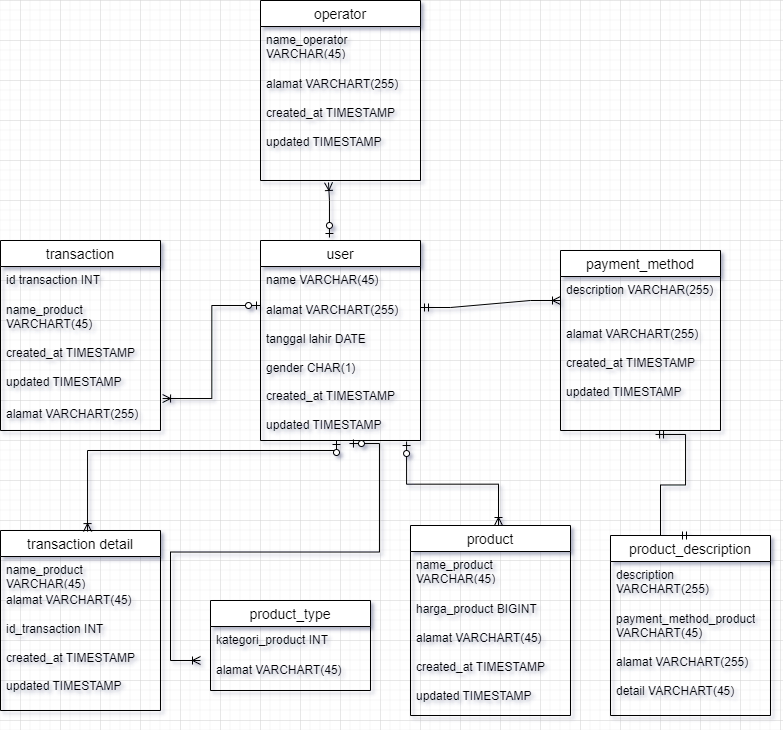 operator
name_operator
VARCHAR(45)
alamat VARCHART(255)
created_at TIMESTAMP
updated TIMESTAMP
transaction
id transaction INT
name_product
VARCHART(45)
created_at TIMESTAMP
updated TIMESTAMP
alamat VARCHART(255)
user
name VARCHAR(45)
alamat VARCHART(255)
tanggal lahir DATE
gender CHAR(1)
created_at TIMESTAMP
updated TIMESTAMP
payment_method
description VARCHAR(255)
alamat VARCHART(255)
created_at TIMESTAMP
updated TIMESTAMP
transaction detail
name_product
VARCHAR(45)
alamat VARCHART(45)
id_transaction INT
created_at TIMESTAMP
updated TIMESTAMP
product_type
kategori_product INT
alamat VARCHART(45)
product
name_product
VARCHAR(45)
harga_product BIGINT
alamat VARCHART(45)
created_at TIMESTAMP
updated TIMESTAMP
product_description
description
VARCHART(255)
payment_method_product
VARCHART(45)
alamat VARCHART(255)
detail VARCHART(45)